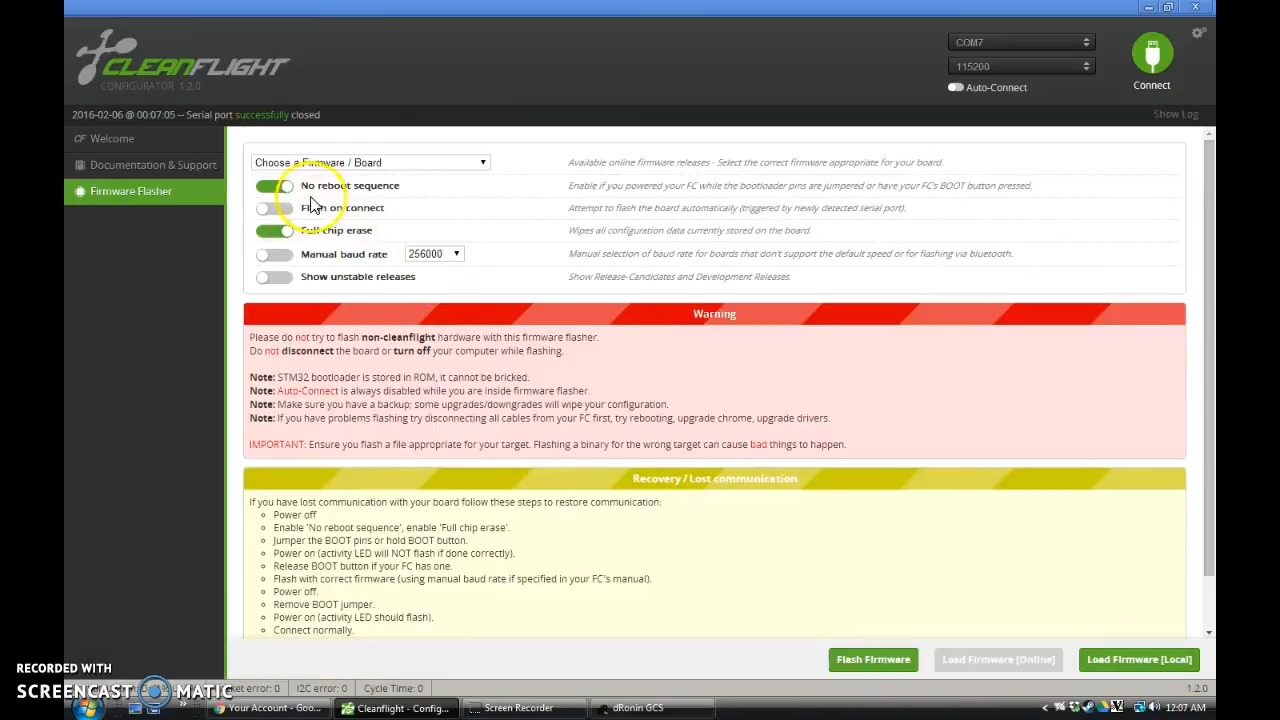 CLEANFLIGHT
CONFIGURATOR 1.2.0
COM7
115200
Auto-Connect
Connect
2016-02-06 @ 00:07:05 -- Serial port successfully closed
Show Log
CF Welcome
Documentation & Support
Firmware Flasher
Choose a Firmware / Board
Available online firmware releases - Select the correct firmware appropriate for your board.
No reboot sequence
Enable if you powered your FC while the bootloader pins are jumpered or have your FC's BOOT button pressed.
Flash on connect
Attempt to flash the board automatically (triggered by newly detected serial port).
Full chip erase
Wipes all configuration data currently stored on the board.
Manual baud rate
256000
Manual selection of baud rate for boards that don't support the default speed or for flashing via bluetooth.
Show unstable releases
Show Release-Candidates and Development Releases.
Warning
Please do not try to flash non-cleanflight hardware with this firmware flasher.
Do not disconnect the board or turn off your computer while flashing.
Note: STM32 bootloader is stored in ROM, it cannot be bricked.
Note: Auto-Connect is always disabled while you are inside firmware flasher.
Note: Make sure you have a backup; some upgrades/downgrades will wipe your configuration.
Note: If you have problems flashing try disconnecting all cables from your FC first, try rebooting, upgrade chrome, upgrade drivers.
IMPORTANT: Ensure you flash a file appropriate for your target. Flashing a binary for the wrong target can cause bad things to happen.
Recovery / Lost communication
If you have lost communication with your board follow these steps to restore communication:
Power off
Enable 'No reboot sequence', enable 'Full chip erase'.
Jumper the BOOT pins or hold BOOT button.
Power on (activity LED will NOT flash if done correctly).
Release BOOT button if your FC has one.
Flash with correct firmware (using manual baud rate if specified in your FC's manual).
Power off.
Remove BOOT jumper.
Power on (activity LED should flash).
Connect normally.
Flash Firmware
Load Firmware [Online]
Load Firmware [Local]
RECORDED WITH
SCREENCAST MATIC
error: 0
I2C error: 0
Cycle Time: 0
1.2.0
Your Account - Goo...
Cleanflight - Config...
Screen Recorder
dRonin GCS
12:07 AM